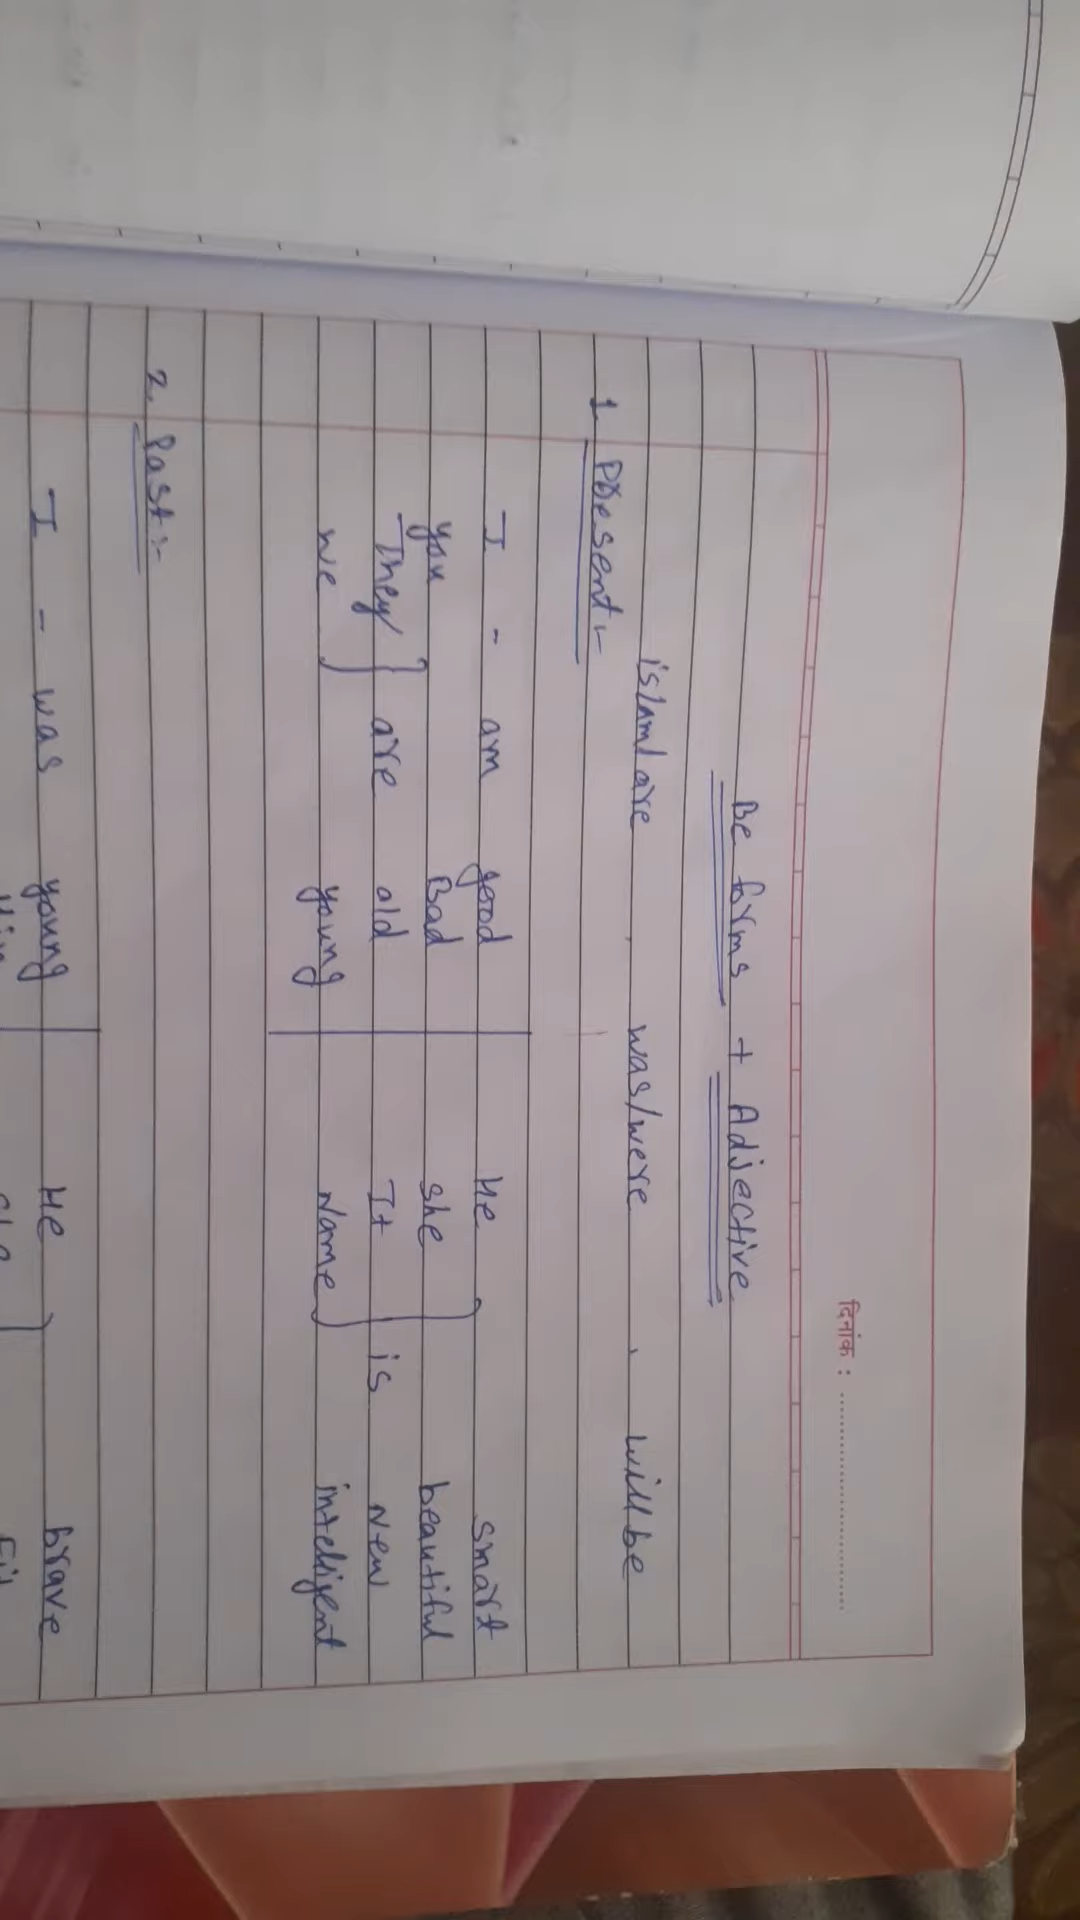 दिनांक : ..............................
Be forms + Adjective
is/am/are , was/were , will be
1. Present :-
I - am good He smart
you Bad she beautiful
They } are old It } is New
we young Name intelligent
2. Past :-
I - was young He brave